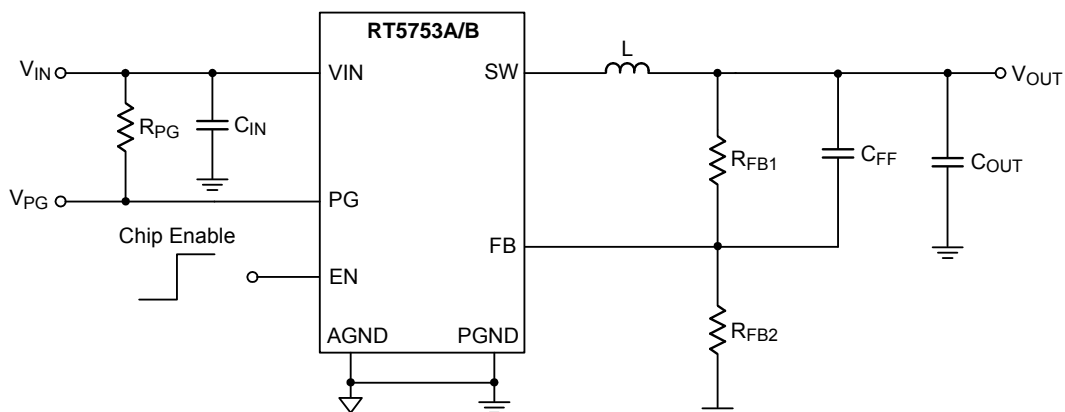 RT5753A/B
L
VIN
VIN
SW
VOUT
RPG
CIN
RFB1
CFF
COUT
VPG
PG
Chip Enable
FB
EN
RFB2
AGND
PGND